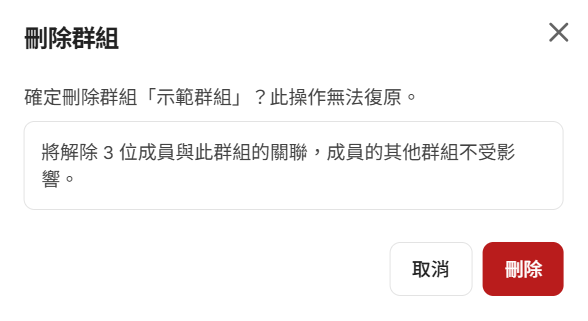 刪除群組
確定刪除群組「示範群組」？此操作無法復原。
將解除 3 位成員與此群組的關聯，成員的其他群組不受影
響。
取消
刪除